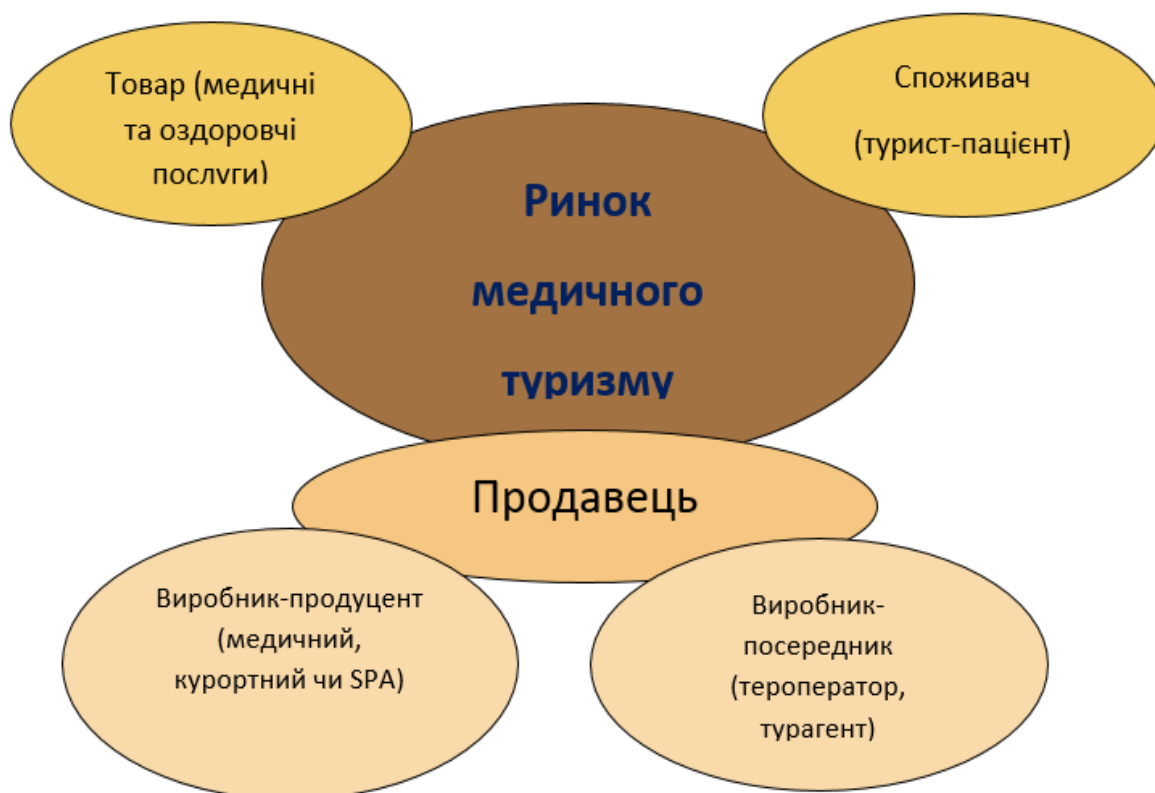 Товар (медичні
та оздоровчі
послуги)
Споживач
(турист-пацієнт)
Ринок
медичного
туризму
Продавець
Виробник-продуцент
(медичний,
курортний чи SPA)
Виробник-
посередник
(тероператор,
турагент)